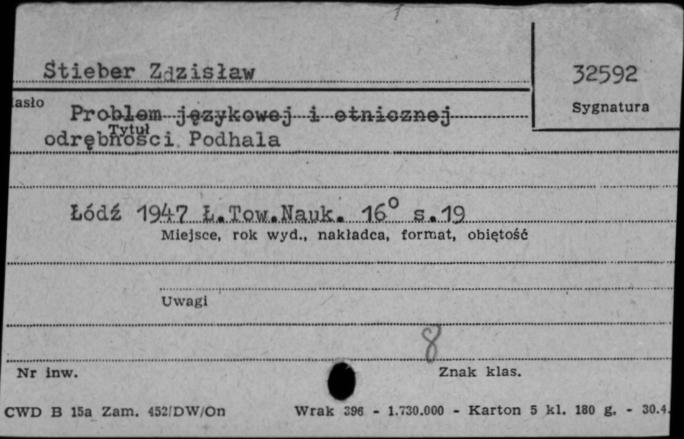 Stieber Zdzisław
32592
asło
Sygnatura
Problem językowej i etnicznej
Tytuł
odrębności Podhala
Łódź 1947 Ł.Tow.Nauk. 16° s.19
Miejsce, rok wyd., nakładca, format, obiętość
Uwagi
8
Nr inw.
Znak klas.
CWD B 15a Zam. 452/DW/On Wrak 396 - 1.730.000 - Karton 5 kl. 180 g. - 30.4.